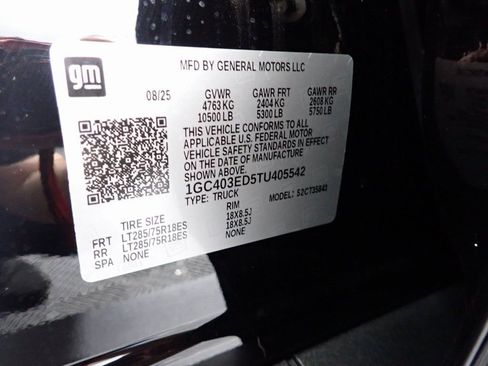 gm
MFD BY GENERAL MOTORS LLC
08/25 GVWR GAWR FRT GAWR RR
4763 KG 2404 KG 2608 KG
10500 LB 5300 LB 5750 LB
THIS VEHICLE CONFORMS TO ALL
APPLICABLE U.S. FEDERAL MOTOR
VEHICLE SAFETY STANDARDS IN EFFECT
ON THE DATE OF MANUFACTURE
SHOWN ABOVE.
1GC403ED5TU405542
TYPE: TRUCK MODEL: 52CT35843
TIRE SIZE RIM
FRT LT285/75R18ES 18X8.5J
RR LT285/75R18ES 18X8.5J
SPA NONE NONE